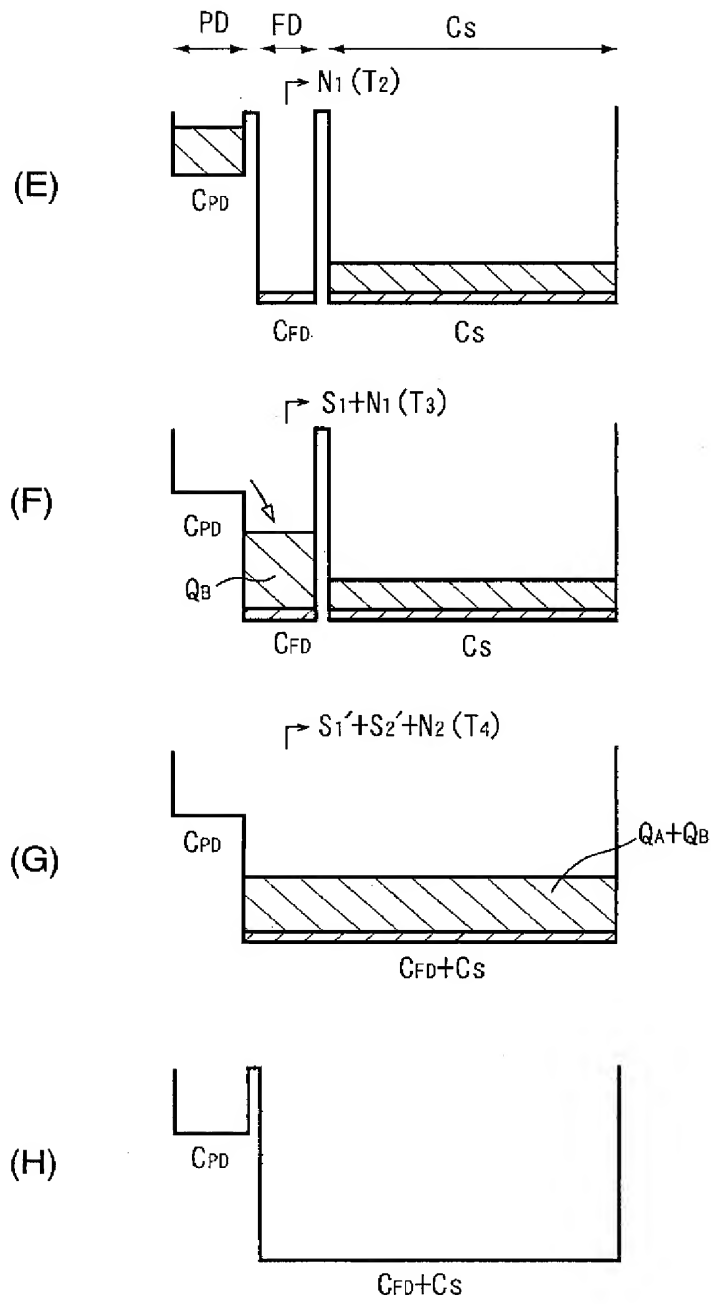 PD FD Cs
N1 (T2)
(E)
CPD
CFD Cs
S1+N1 (T3)
(F)
CPD
QB
CFD Cs
S1′+S2′+N2 (T4)
(G)
CPD
QA+QB
CFD+Cs
(H)
CPD
CFD+Cs